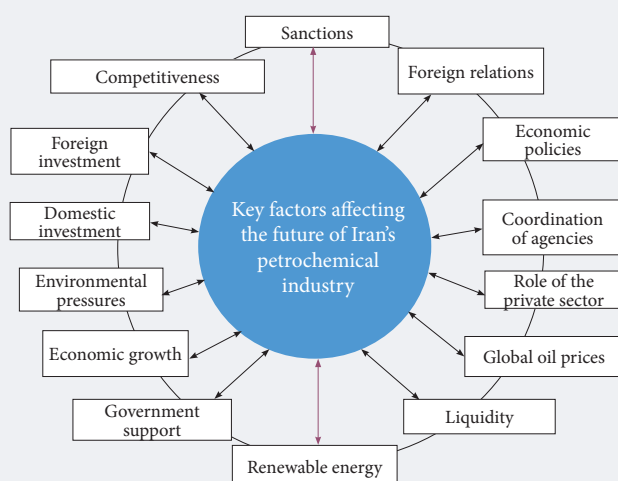 Sanctions
Foreign relations
Economic
policies
Coordination
of agencies
Role of the
private sector
Global oil prices
Liquidity
Renewable energy
Government
support
Economic growth
Environmental
pressures
Domestic
investment
Foreign
investment
Competitiveness
Key factors affecting
the future of Iran's
petrochemical
industry